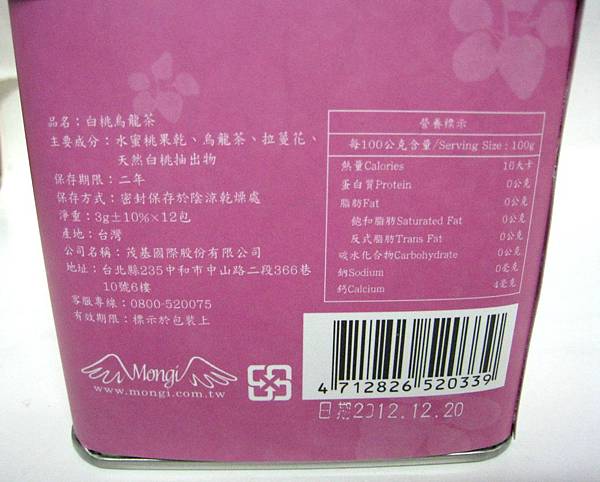 品名：白桃烏龍茶
主要成分：水蜜桃果乾、烏龍茶、拉蔓花、
天然白桃抽出物
保存期限：二年
保存方式：密封保存於陰涼乾燥處
淨重：3g±10%×12包
產地：台灣
公司名稱：茂基國際股份有限公司
地址：台北縣235中和市中山路二段366巷
10號6樓
客服專線：0800-520075
有效期限：標示於包裝上
Mongi
www.mongi.com.tw
營養標示
每100公克含量/Serving Size：100g
熱量Calories 16大卡
蛋白質Protein 0公克
脂肪Fat 0公克
飽和脂肪Saturated Fat 0公克
反式脂肪Trans Fat 0公克
碳水化合物Carbohydrate 0公克
鈉Sodium 0毫克
鈣Calcium 4毫克
4 712826 520339
日期2012.12.20